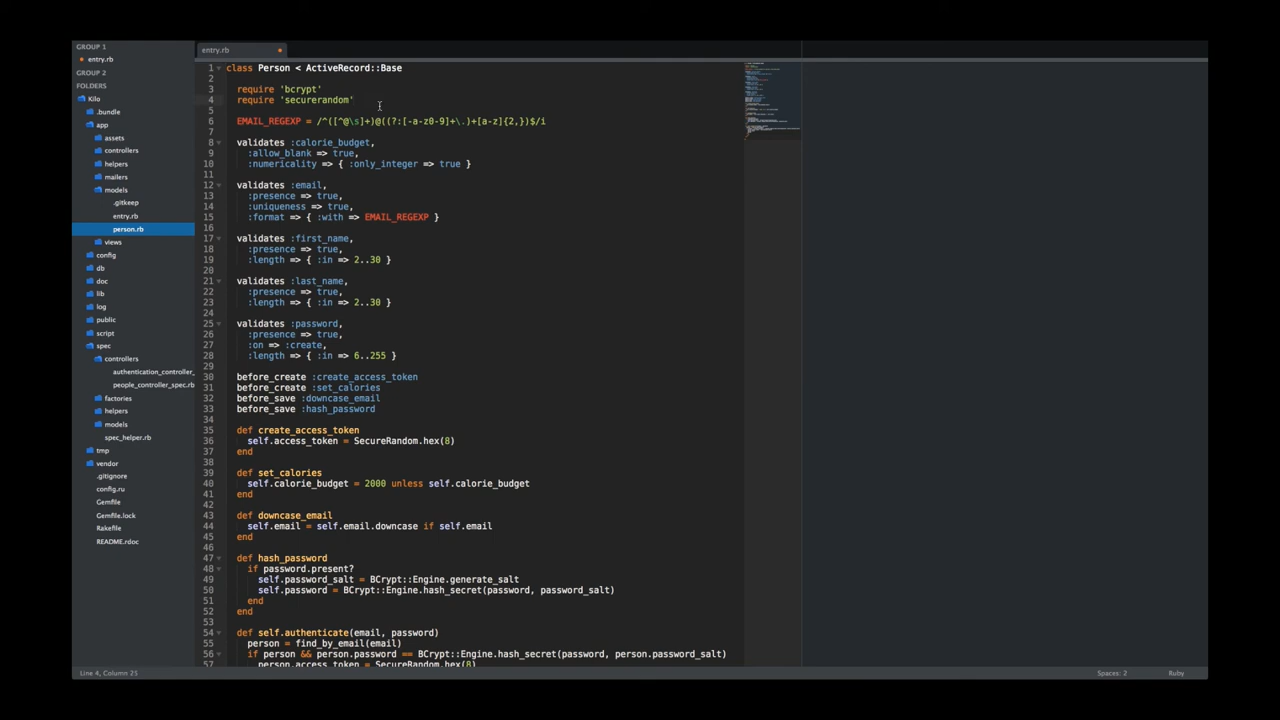 GROUP 1
entry.rb
GROUP 2
FOLDERS
Kilo
.bundle
app
assets
controllers
helpers
mailers
models
.gitkeep
entry.rb
person.rb
views
config
db
doc
lib
log
public
script
spec
controllers
authentication_controller_
people_controller_spec.rb
factories
helpers
models
spec_helper.rb
tmp
vendor
.gitignore
config.ru
Gemfile
Gemfile.lock
Rakefile
README.rdoc
entry.rb
1 class Person < ActiveRecord::Base
2
3 require 'bcrypt'
4 require 'securerandom'
5
6 EMAIL_REGEXP = /^([^@\s]+)@((?:[-a-z0-9]+\.)+[a-z]{2,})$/i
7
8 validates :calorie_budget,
9 :allow_blank => true,
10 :numericality => { :only_integer => true }
11
12 validates :email,
13 :presence => true,
14 :uniqueness => true,
15 :format => { :with => EMAIL_REGEXP }
16
17 validates :first_name,
18 :presence => true,
19 :length => { :in => 2..30 }
20
21 validates :last_name,
22 :presence => true,
23 :length => { :in => 2..30 }
24
25 validates :password,
26 :presence => true,
27 :on => :create,
28 :length => { :in => 6..255 }
29
30 before_create :create_access_token
31 before_create :set_calories
32 before_save :downcase_email
33 before_save :hash_password
34
35 def create_access_token
36 self.access_token = SecureRandom.hex(8)
37 end
38
39 def set_calories
40 self.calorie_budget = 2000 unless self.calorie_budget
41 end
42
43 def downcase_email
44 self.email = self.email.downcase if self.email
45 end
46
47 def hash_password
48 if password.present?
49 self.password_salt = BCrypt::Engine.generate_salt
50 self.password = BCrypt::Engine.hash_secret(password, password_salt)
51 end
52 end
53
54 def self.authenticate(email, password)
55 person = find_by_email(email)
56 if person && person.password == BCrypt::Engine.hash_secret(password, person.password_salt)
57 person.access_token = SecureRandom.hex(8)
Line 4, Column 25
Spaces: 2
Ruby